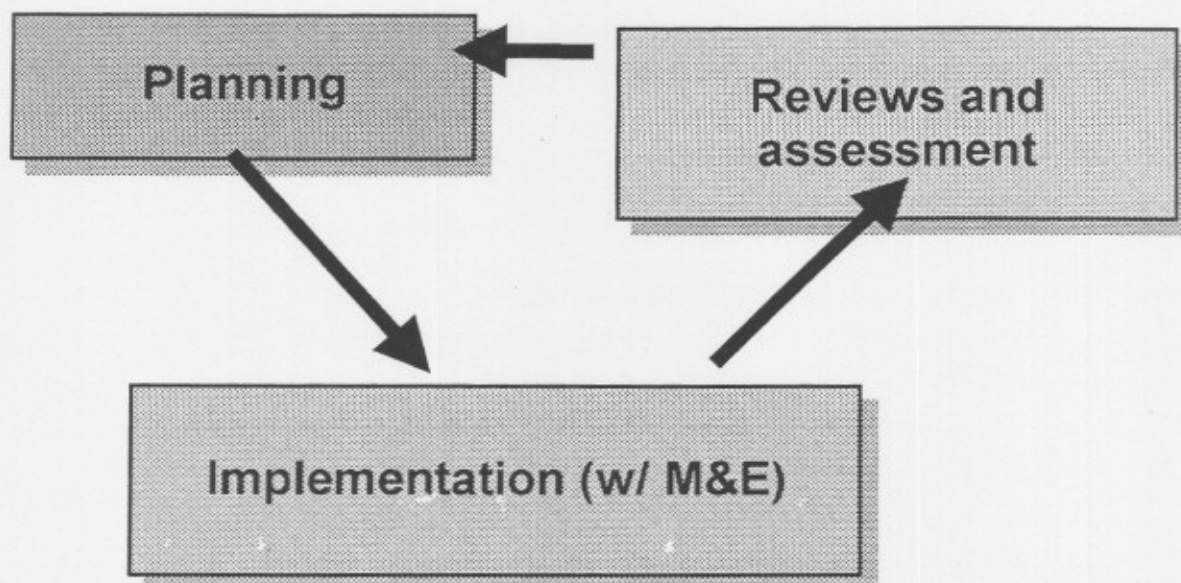 Planning
Reviews and
assessment
Implementation (w/ M&E)